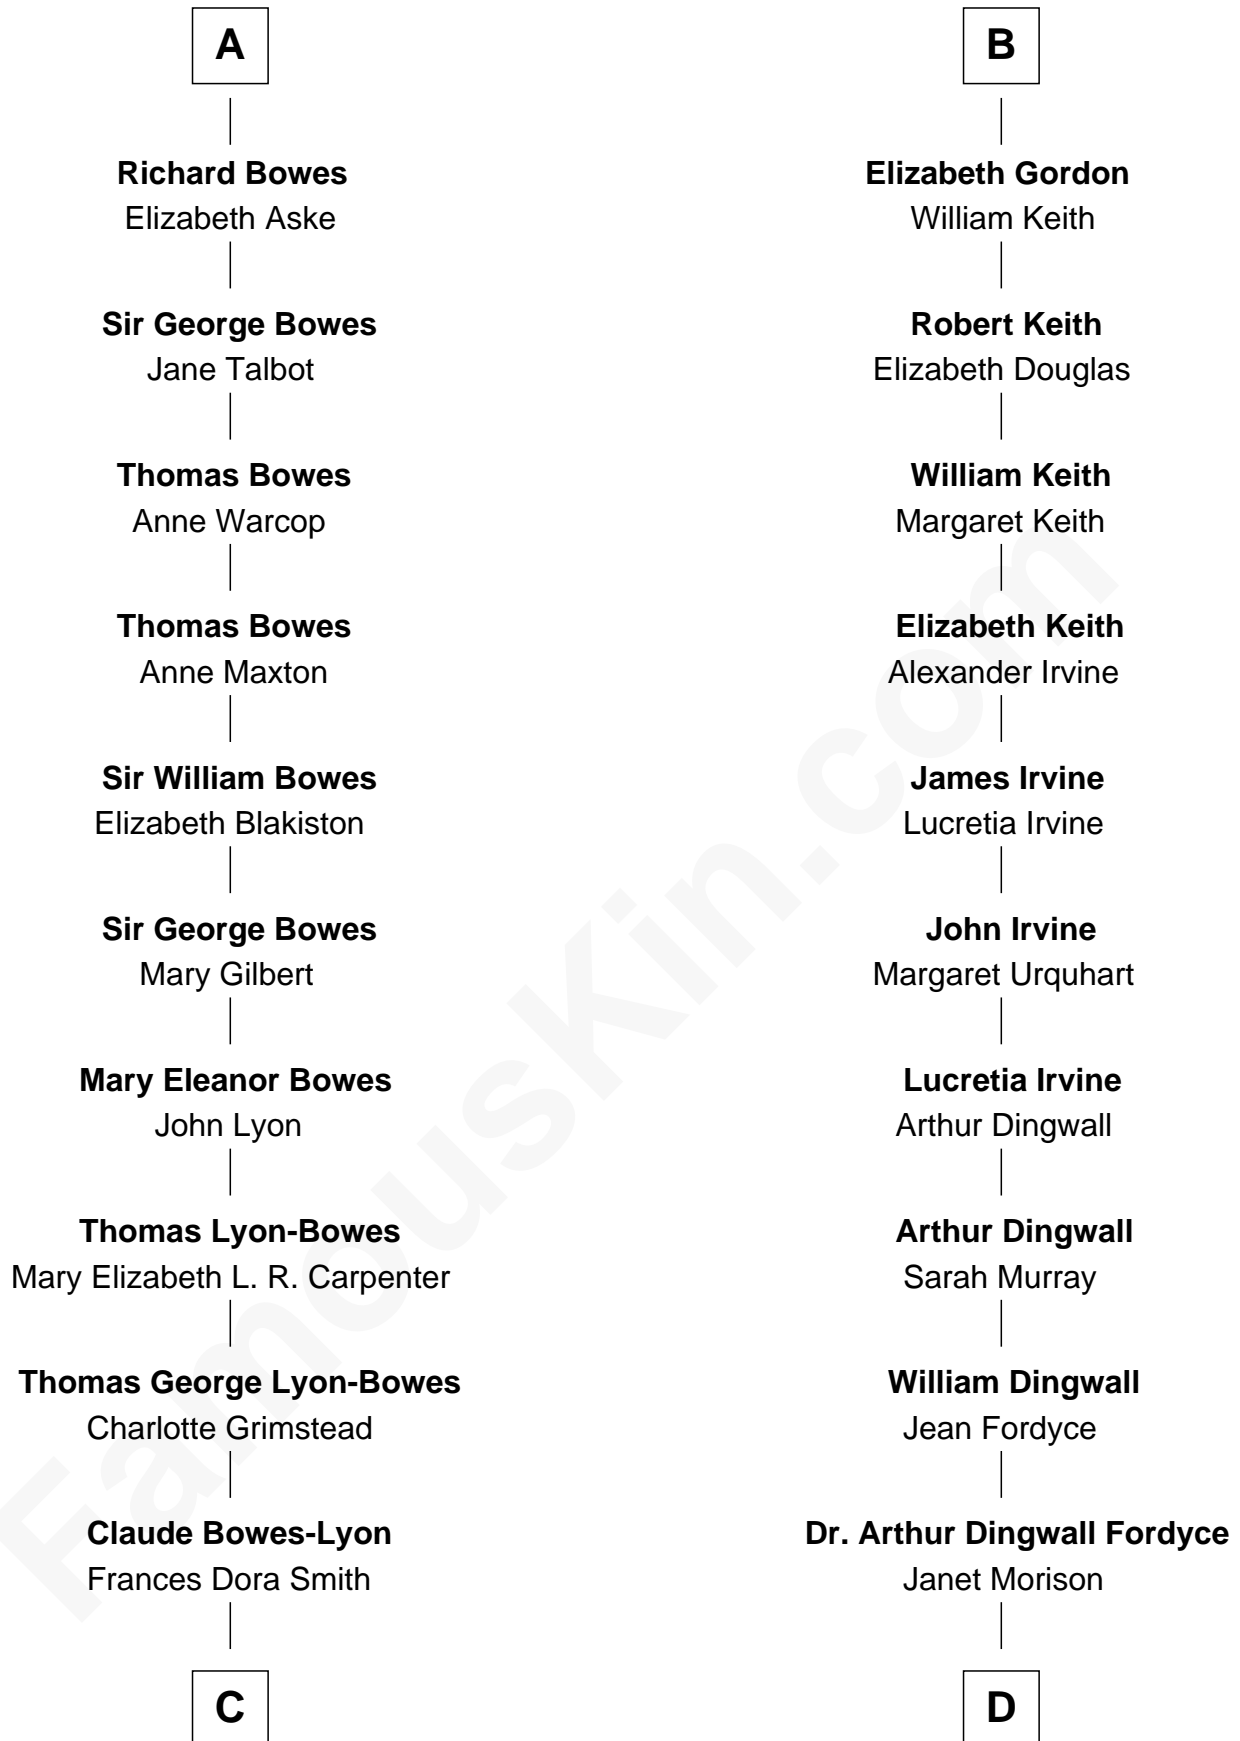 A
Richard Bowes
Elizabeth Aske
Sir George Bowes
Jane Talbot
Thomas Bowes
Anne Warcop
Thomas Bowes
Anne Maxton
Sir William Bowes
Elizabeth Blakiston
Sir George Bowes
Mary Gilbert
Mary Eleanor Bowes
John Lyon
Thomas Lyon-Bowes
Mary Elizabeth L. R. Carpenter
Thomas George Lyon-Bowes
Charlotte Grimstead
Claude Bowes-Lyon
Frances Dora Smith
C
B
Elizabeth Gordon
William Keith
Robert Keith
Elizabeth Douglas
William Keith
Margaret Keith
Elizabeth Keith
Alexander Irvine
James Irvine
Lucretia Irvine
John Irvine
Margaret Urquhart
Lucretia Irvine
Arthur Dingwall
Arthur Dingwall
Sarah Murray
William Dingwall
Jean Fordyce
Dr. Arthur Dingwall Fordyce
Janet Morison
D
FamousKin.com